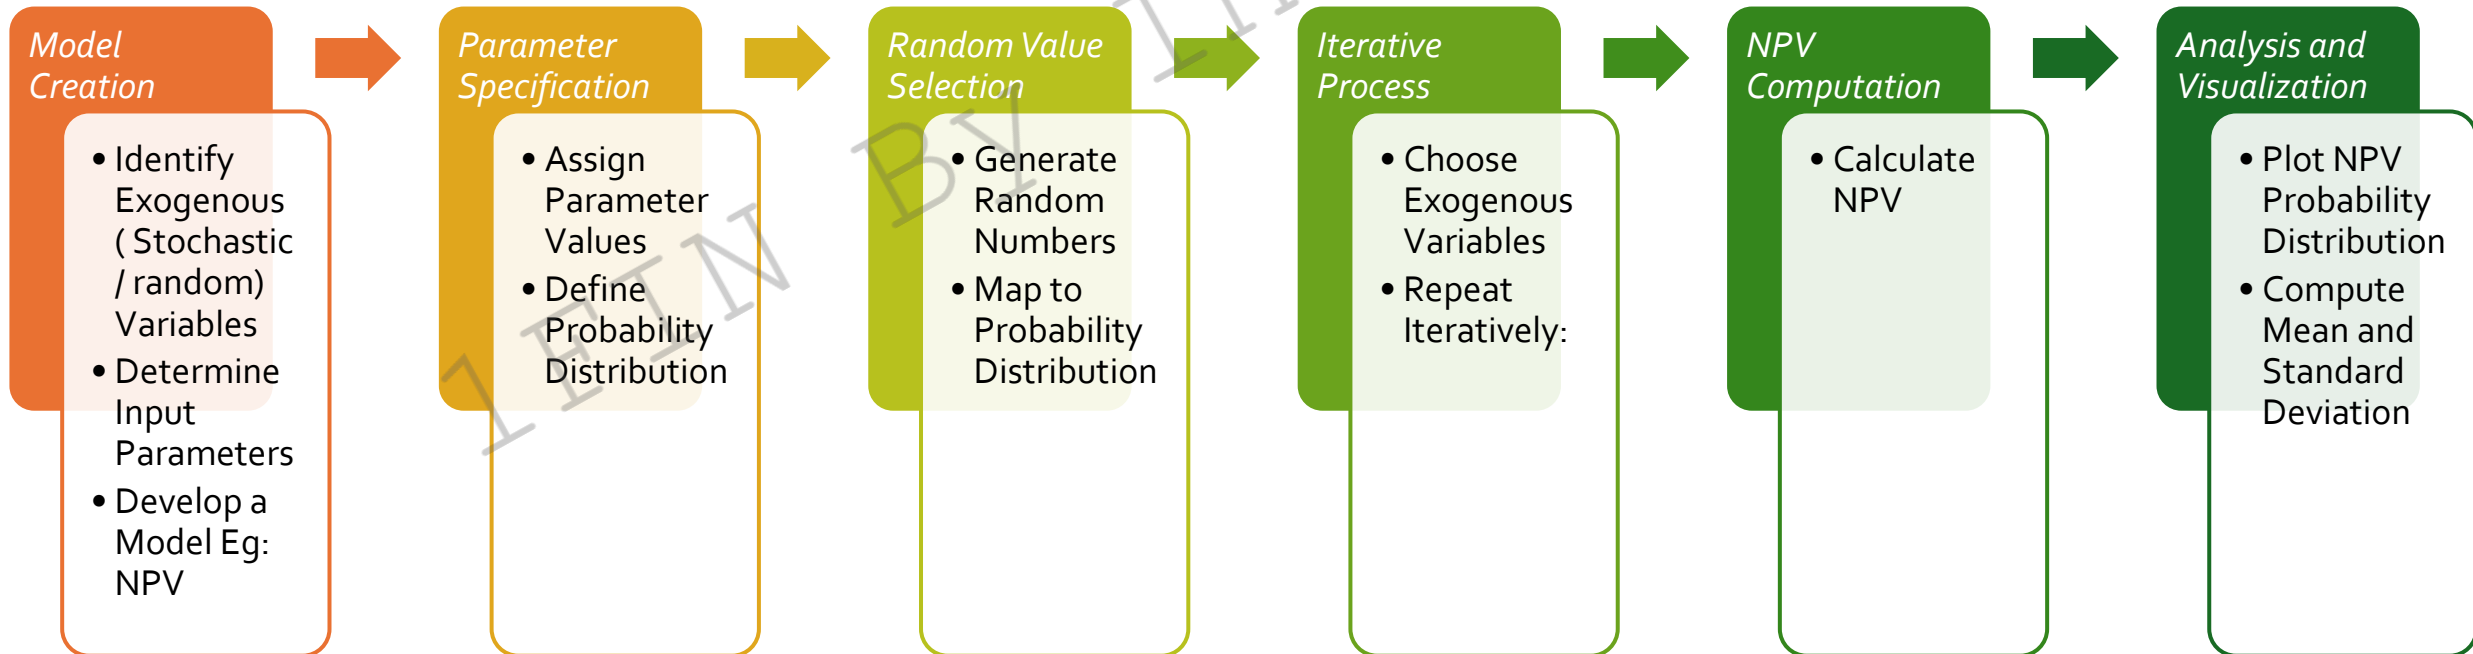 Model
Creation
• Identify
Exogenous
( Stochastic
/ random)
Variables
• Determine
Input
Parameters
• Develop a
Model Eg:
NPV
Parameter
Specification
• Assign
Parameter
Values
• Define
Probability
Distribution
Random Value
Selection
• Generate
Random
Numbers
• Map to
Probability
Distribution
Iterative
Process
• Choose
Exogenous
Variables
• Repeat
Iteratively:
NPV
Computation
• Calculate
NPV
Analysis and
Visualization
• Plot NPV
Probability
Distribution
• Compute
Mean and
Standard
Deviation
1FIN BY